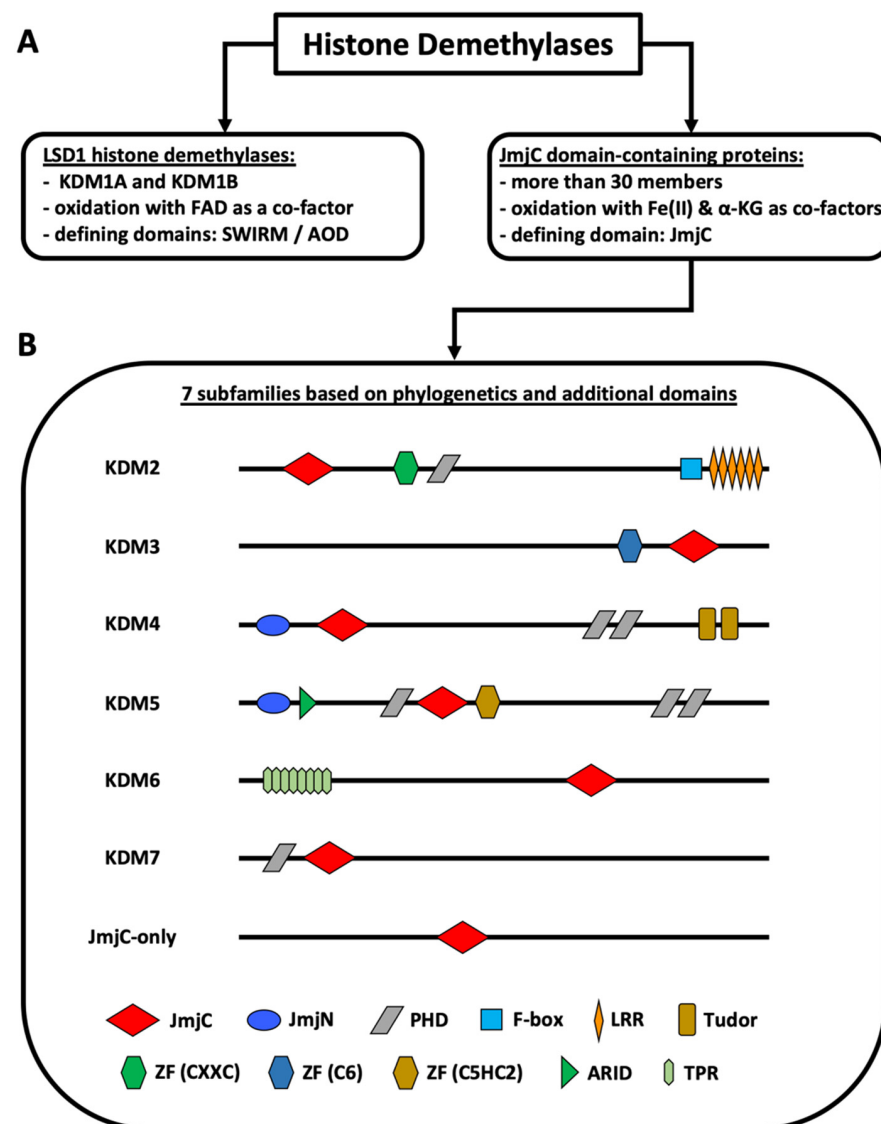 A
Histone Demethylases
LSD1 histone demethylases:
- KDM1A and KDM1B
- oxidation with FAD as a co-factor
- defining domains: SWIRM / AOD
JmjC domain-containing proteins:
- more than 30 members
- oxidation with Fe(II) & α-KG as co-factors
- defining domain: JmjC
B
7 subfamilies based on phylogenetics and additional domains
KDM2
KDM3
KDM4
KDM5
KDM6
KDM7
JmjC-only
JmjC JmjN PHD F-box LRR Tudor
ZF (CXXC) ZF (C6) ZF (C5HC2) ARID TPR